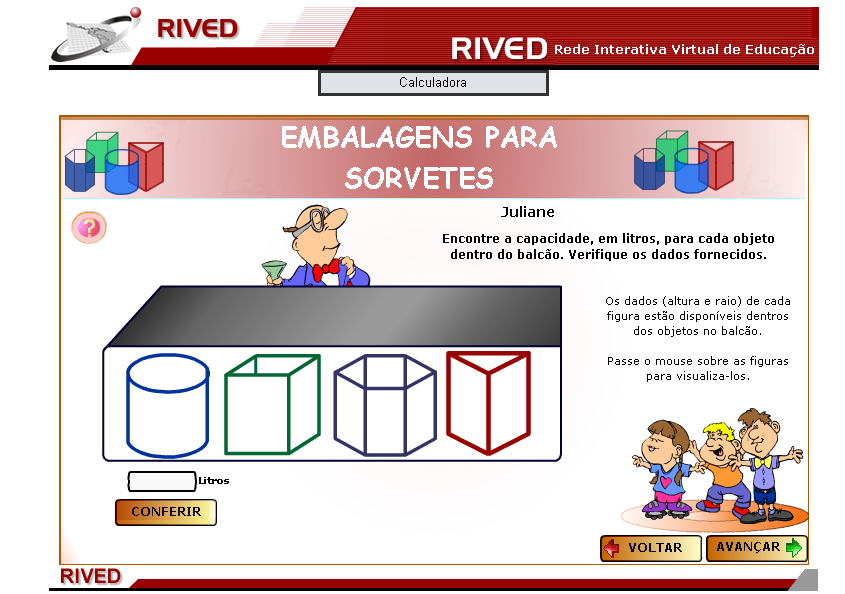 RIVED
RIVED Rede Interativa Virtual de Educação
Calculadora
EMBALAGENS PARA
SORVETES
?
Juliane
Encontre a capacidade, em litros, para cada objeto
dentro do balcão. Verifique os dados fornecidos.
Os dados (altura e raio) de cada
figura estão disponíveis dentros
dos objetos no balcão.
Passe o mouse sobre as figuras
para visualiza-los.
Litros
CONFERIR
VOLTAR
AVANÇAR
RIVED